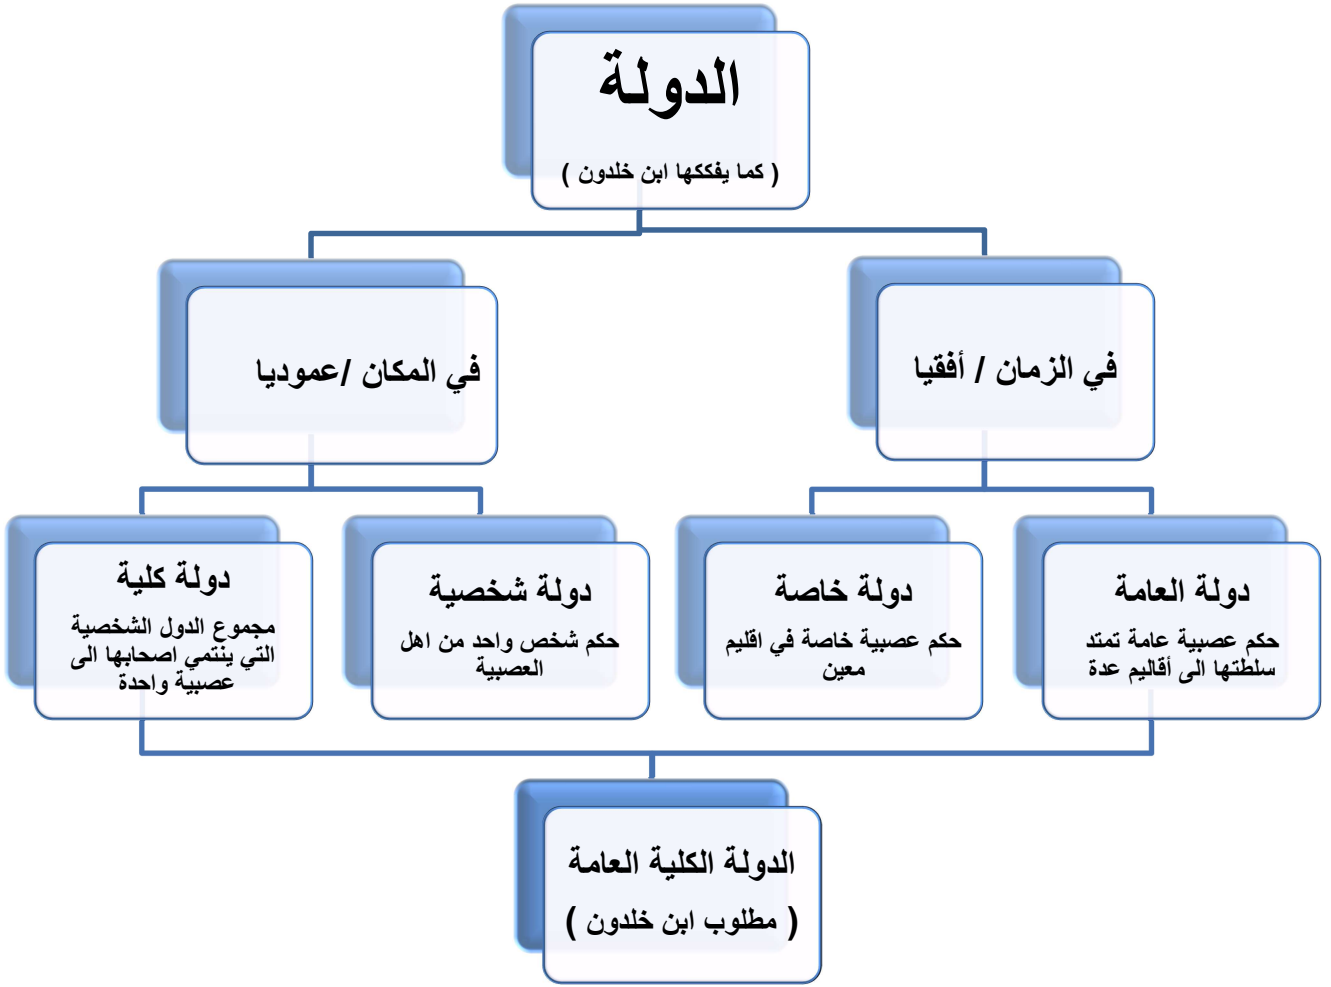 الدولة
( كما يفككها ابن خلدون )
في الزمان / أفقيا
في المكان /عموديا
دولة العامة
حكم عصبية عامة تمتد
سلطتها الى أقاليم عدة
دولة خاصة
حكم عصبية خاصة في اقليم
معين
دولة شخصية
حكم شخص واحد من اهل
العصبية
دولة كلية
مجموع الدول الشخصية
التي ينتمي اصحابها الى
عصبية واحدة
الدولة الكلية العامة
( مطلوب ابن خلدون )